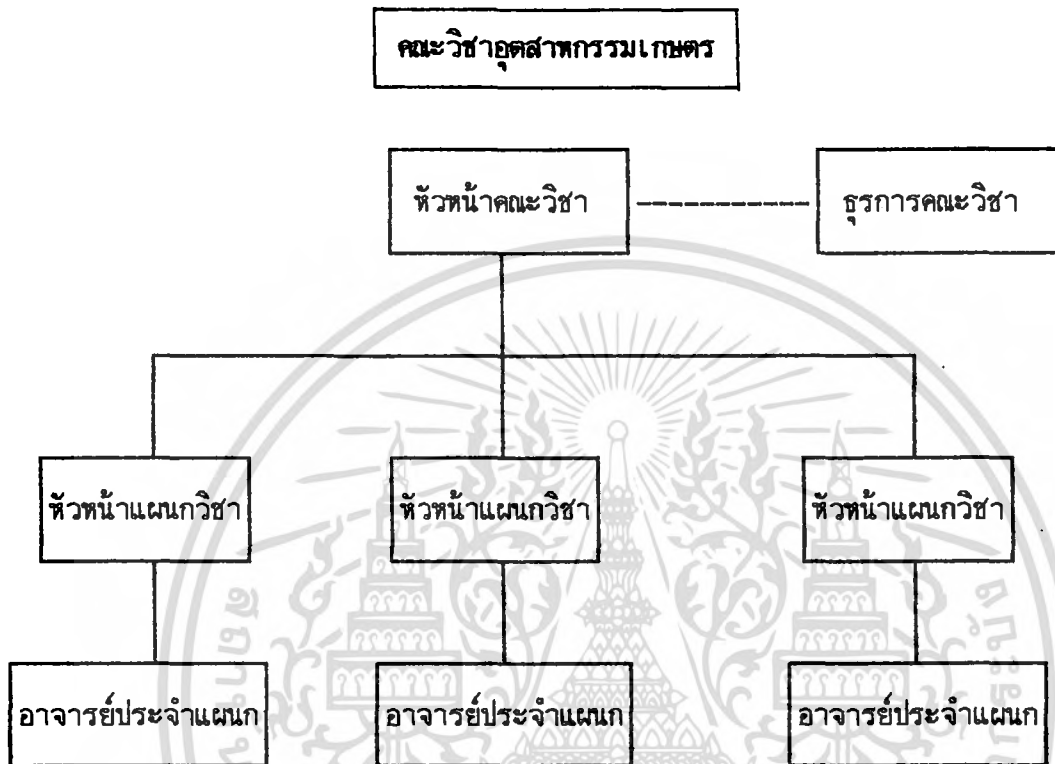 คณะวิชาอุตสาหกรรมเกษตร
หัวหน้าคณะวิชา
ธุรการคณะวิชา
หัวหน้าแผนกวิชา
หัวหน้าแผนกวิชา
หัวหน้าแผนกวิชา
อาจารย์ประจำแผนก
อาจารย์ประจำแผนก
อาจารย์ประจำแผนก